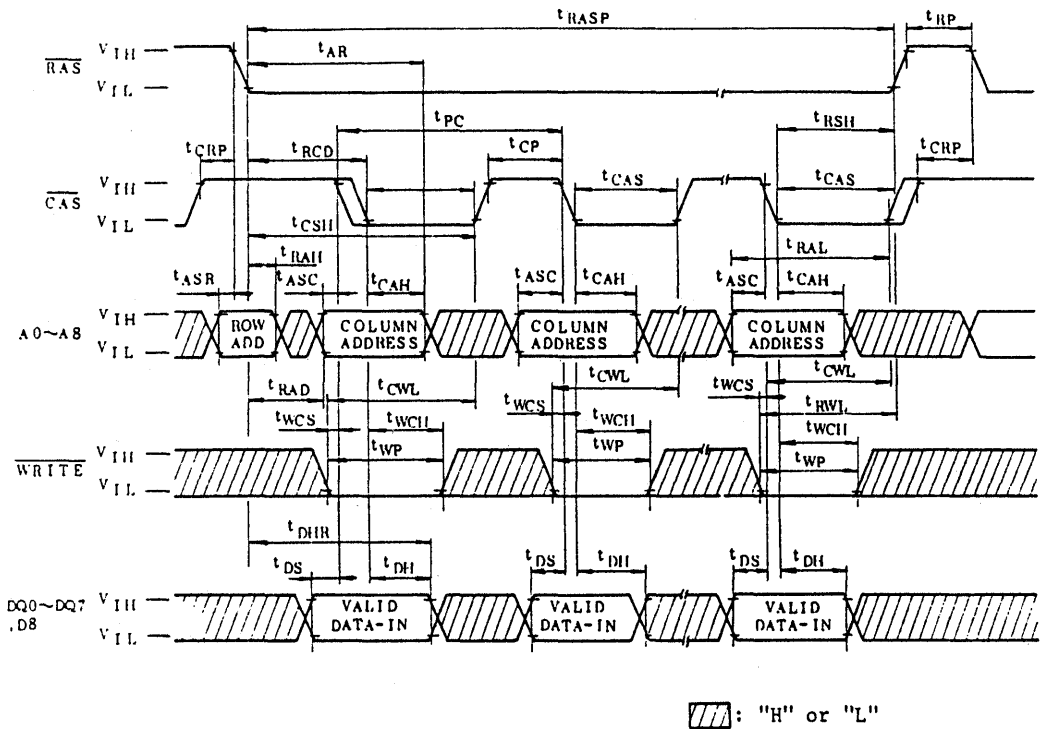 tRASP
tRP
tAR
RAS
VIH
VIL
tPC
tRSH
tCRP
tRCD
tCP
tCRP
CAS
VIH
VIL
tCAS
tCAS
tCSH
tRAH
tRAL
tASR
tASC
tCAH
tASC
tCAH
tASC
tCAH
A0~A8
VIH
VIL
ROW
ADD
COLUMN
ADDRESS
COLUMN
ADDRESS
COLUMN
ADDRESS
tRAD
tCWL
tCWL
tCWL
tWCS
tWCH
tWCS
tWCH
tWCS
tRWL
tWCH
tWP
tWP
tWP
WRITE
VIH
VIL
tDHR
tDS
tDH
tDS
tDH
tDS
tDH
DQ0~DQ7
,D8
VIH
VIL
VALID
DATA-IN
VALID
DATA-IN
VALID
DATA-IN
: "H" or "L"